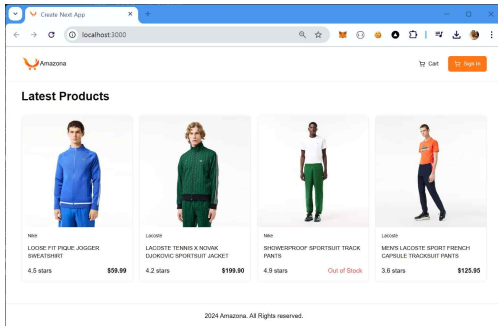 Create Next App
localhost:3000
Amazona
Cart
Sign In
Latest Products
Nike
LOOSE FIT PIQUE JOGGER
SWEATSHIRT
4.5 stars $59.99
Lacoste
LACOSTE TENNIS X NOVAK
DJOKOVIC SPORTSUIT JACKET
4.2 stars $199.90
Nike
SHOWERPROOF SPORTSUIT TRACK
PANTS
4.9 stars Out of Stock
Lacoste
MEN'S LACOSTE SPORT FRENCH
CAPSULE TRACKSUIT PANTS
3.6 stars $125.95
2024 Amazona. All Rights reserved.